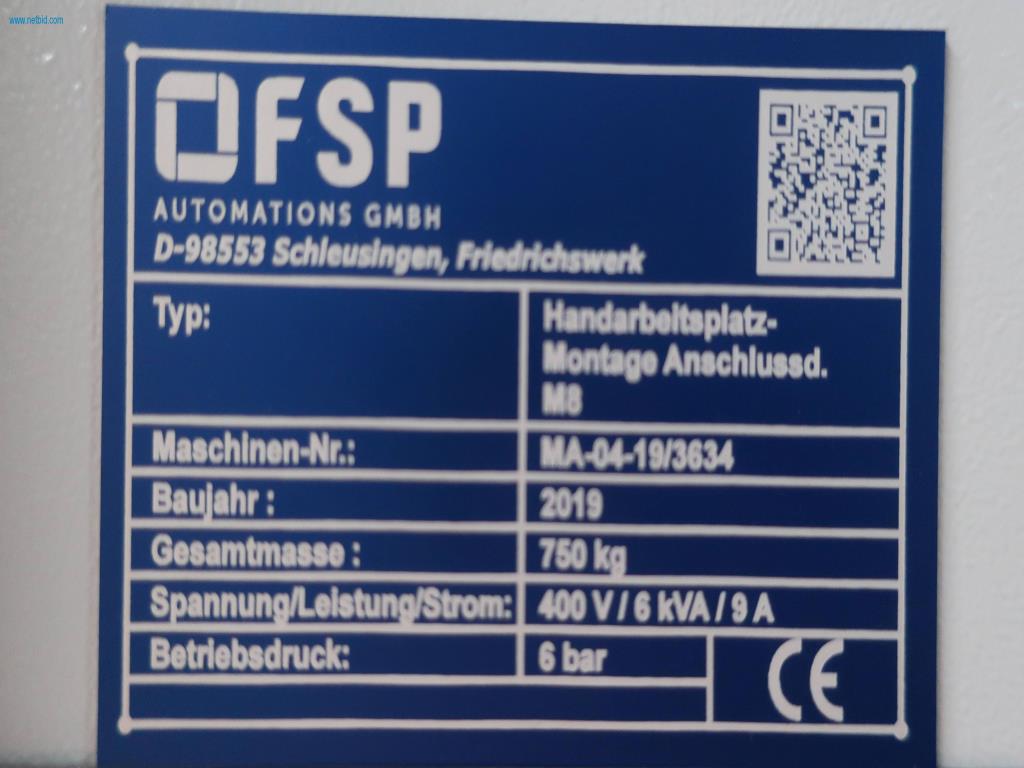 www.netbid.com
FSP
AUTOMATIONS GMBH
D-98553 Schleusingen, Friedrichswerk
Typ: Handarbeitsplatz-
Montage Anschlussd.
M8
Maschinen-Nr.: MA-04-19/3634
Baujahr : 2019
Gesamtmasse : 750 kg
Spannung/Leistung/Strom: 400 V / 6 kVA / 9 A
Betriebsdruck: 6 bar
CE